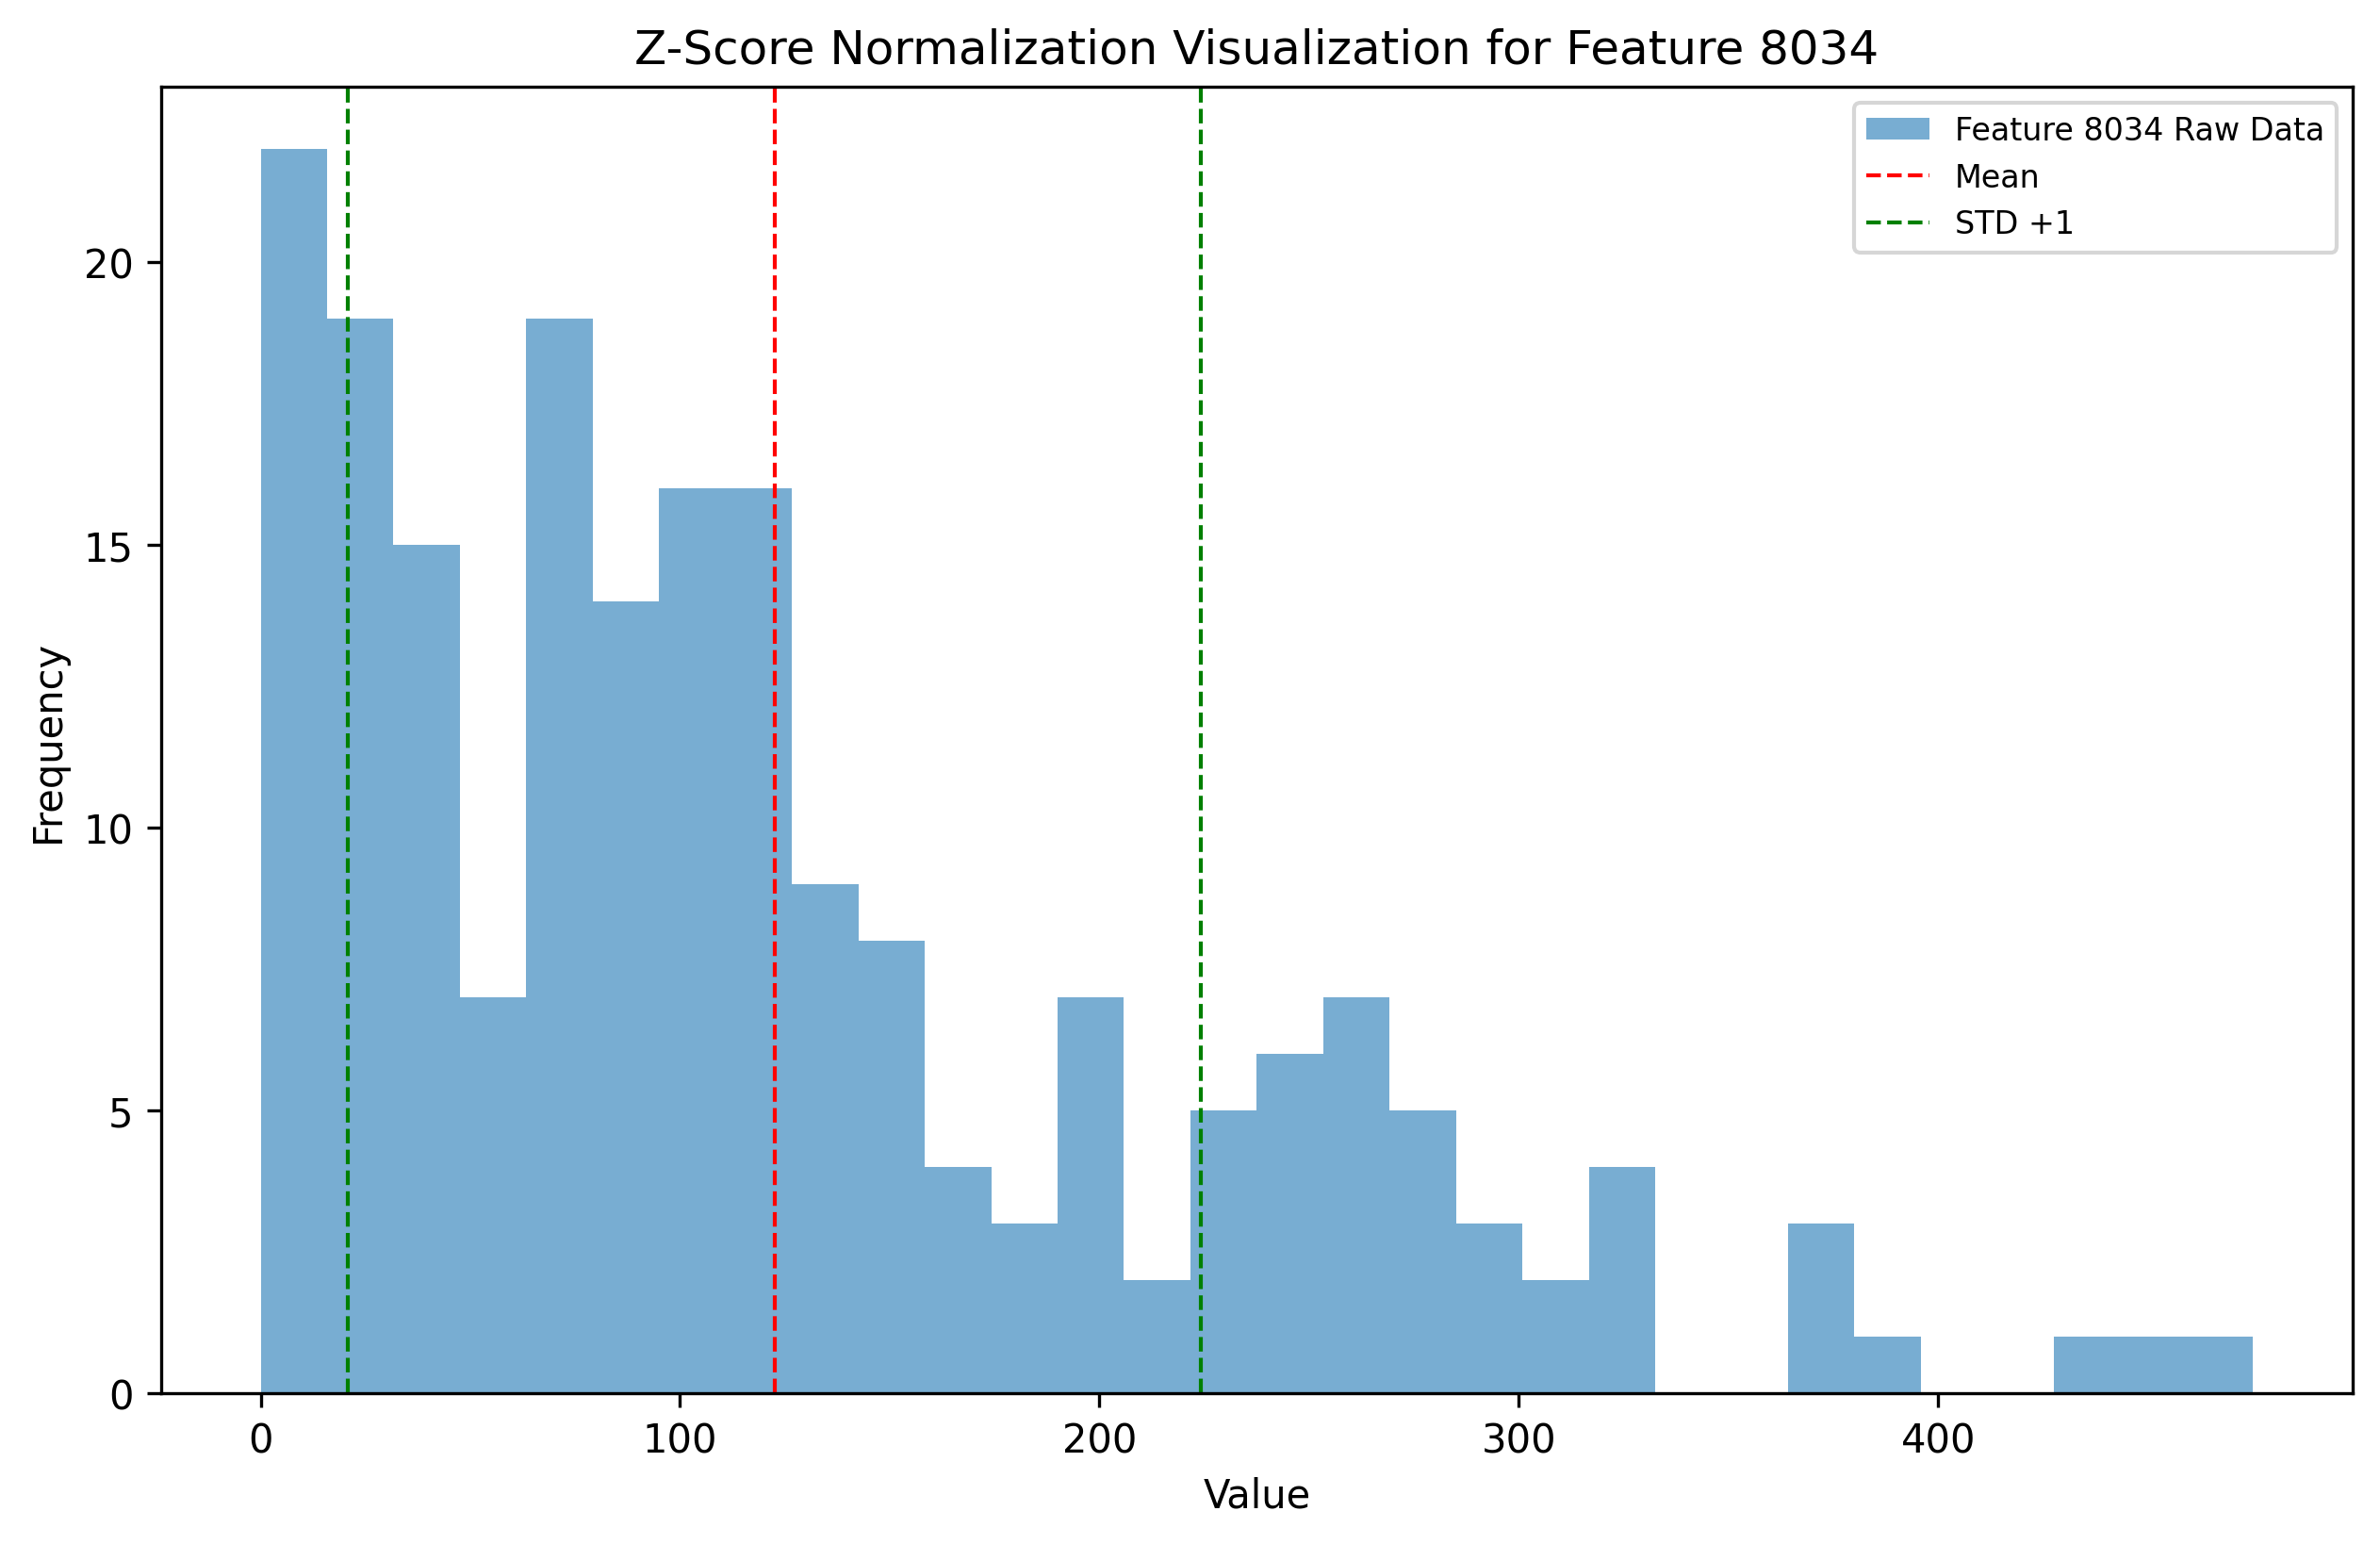 Z-Score Normalization Visualization for Feature 8034
Feature 8034 Raw Data
Mean
STD +1
Frequency
20
15
10
5
0
0 100 200 300 400
Value